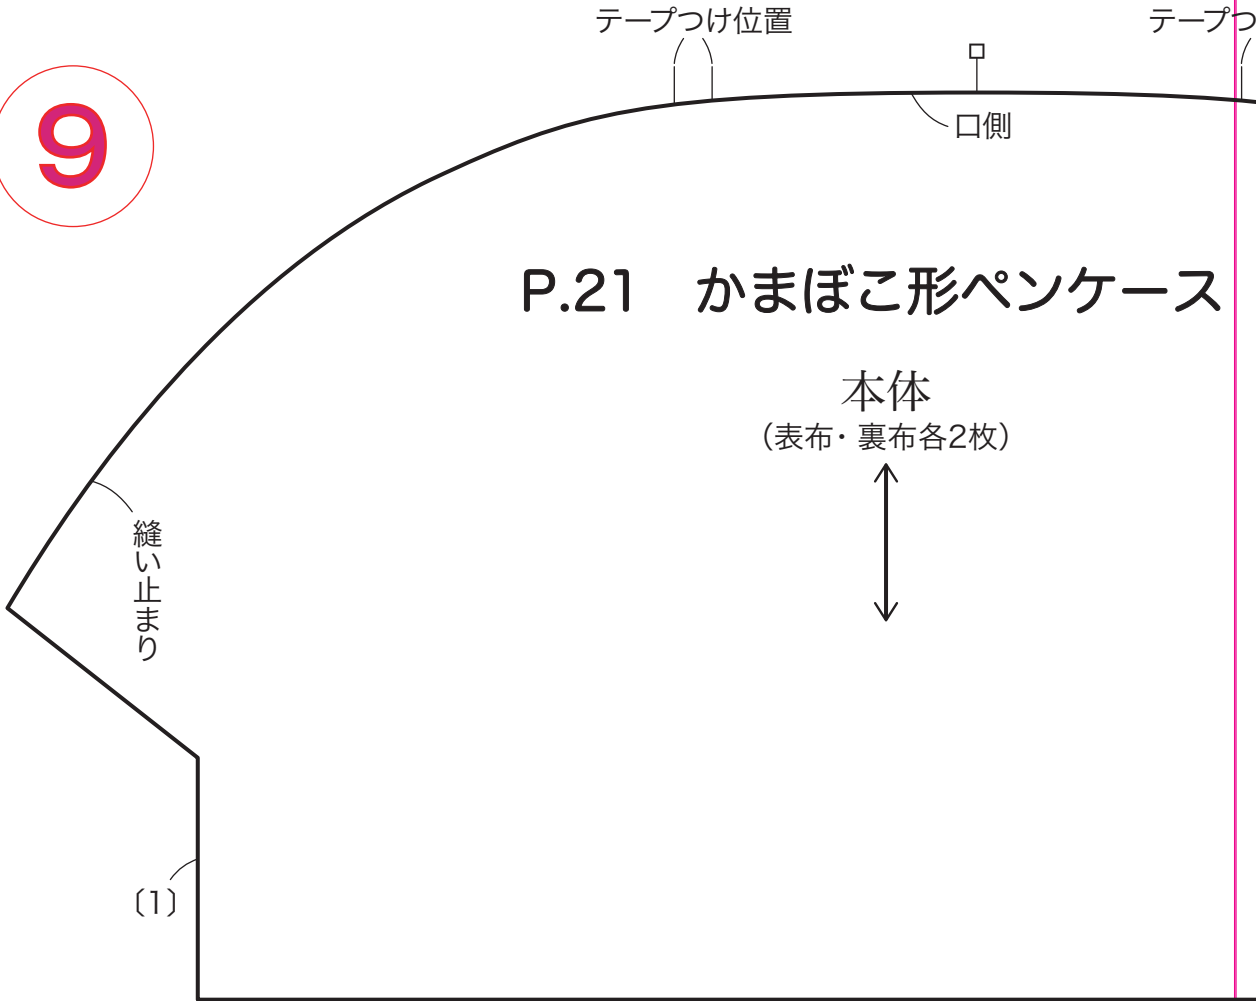 テープつけ位置
テープつ
9
口側
P.21 かまぼこ形ペンケース
本体
(表布・裏布各2枚)
縫い止まり
〔1〕